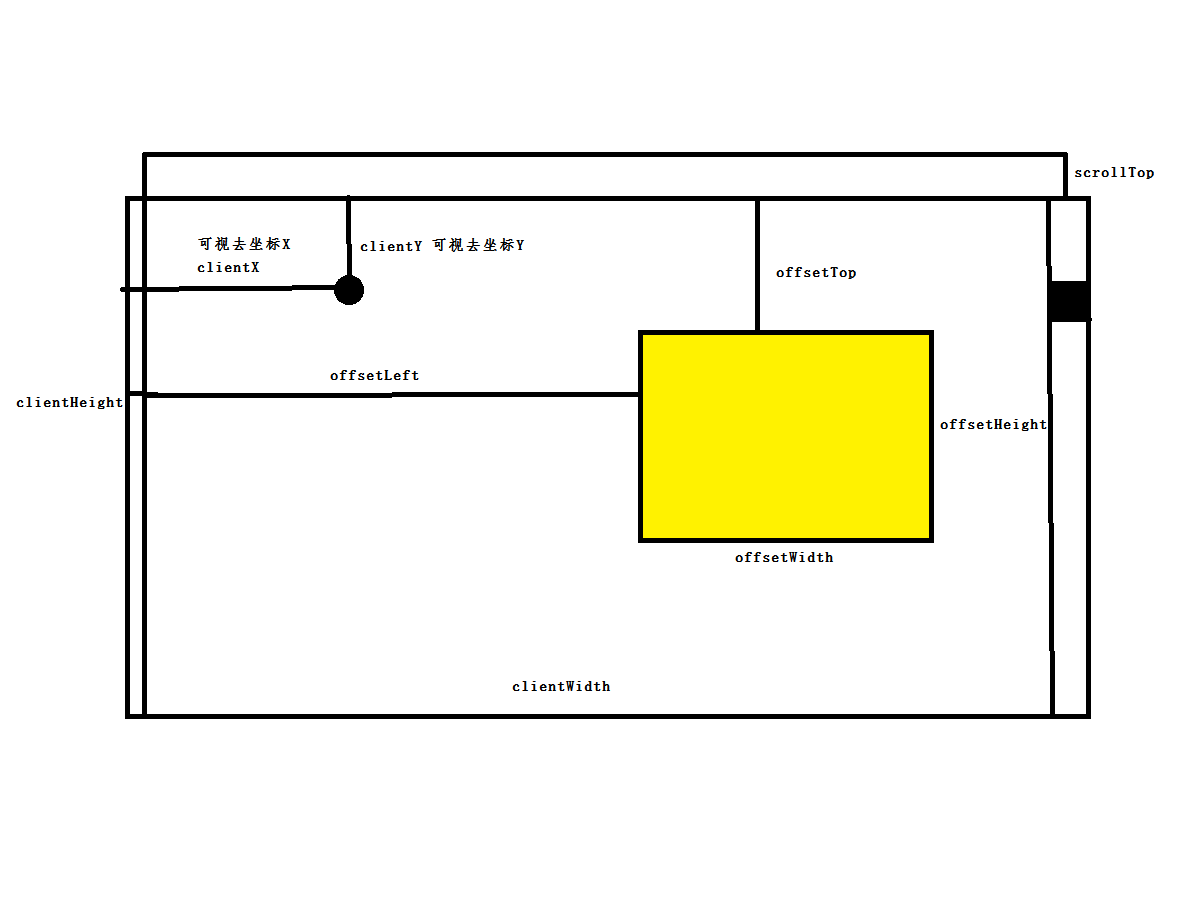 scrollTop
可视去坐标X
clientX
clientY 可视去坐标Y
offsetTop
offsetLeft
clientHeight
offsetHeight
offsetWidth
clientWidth